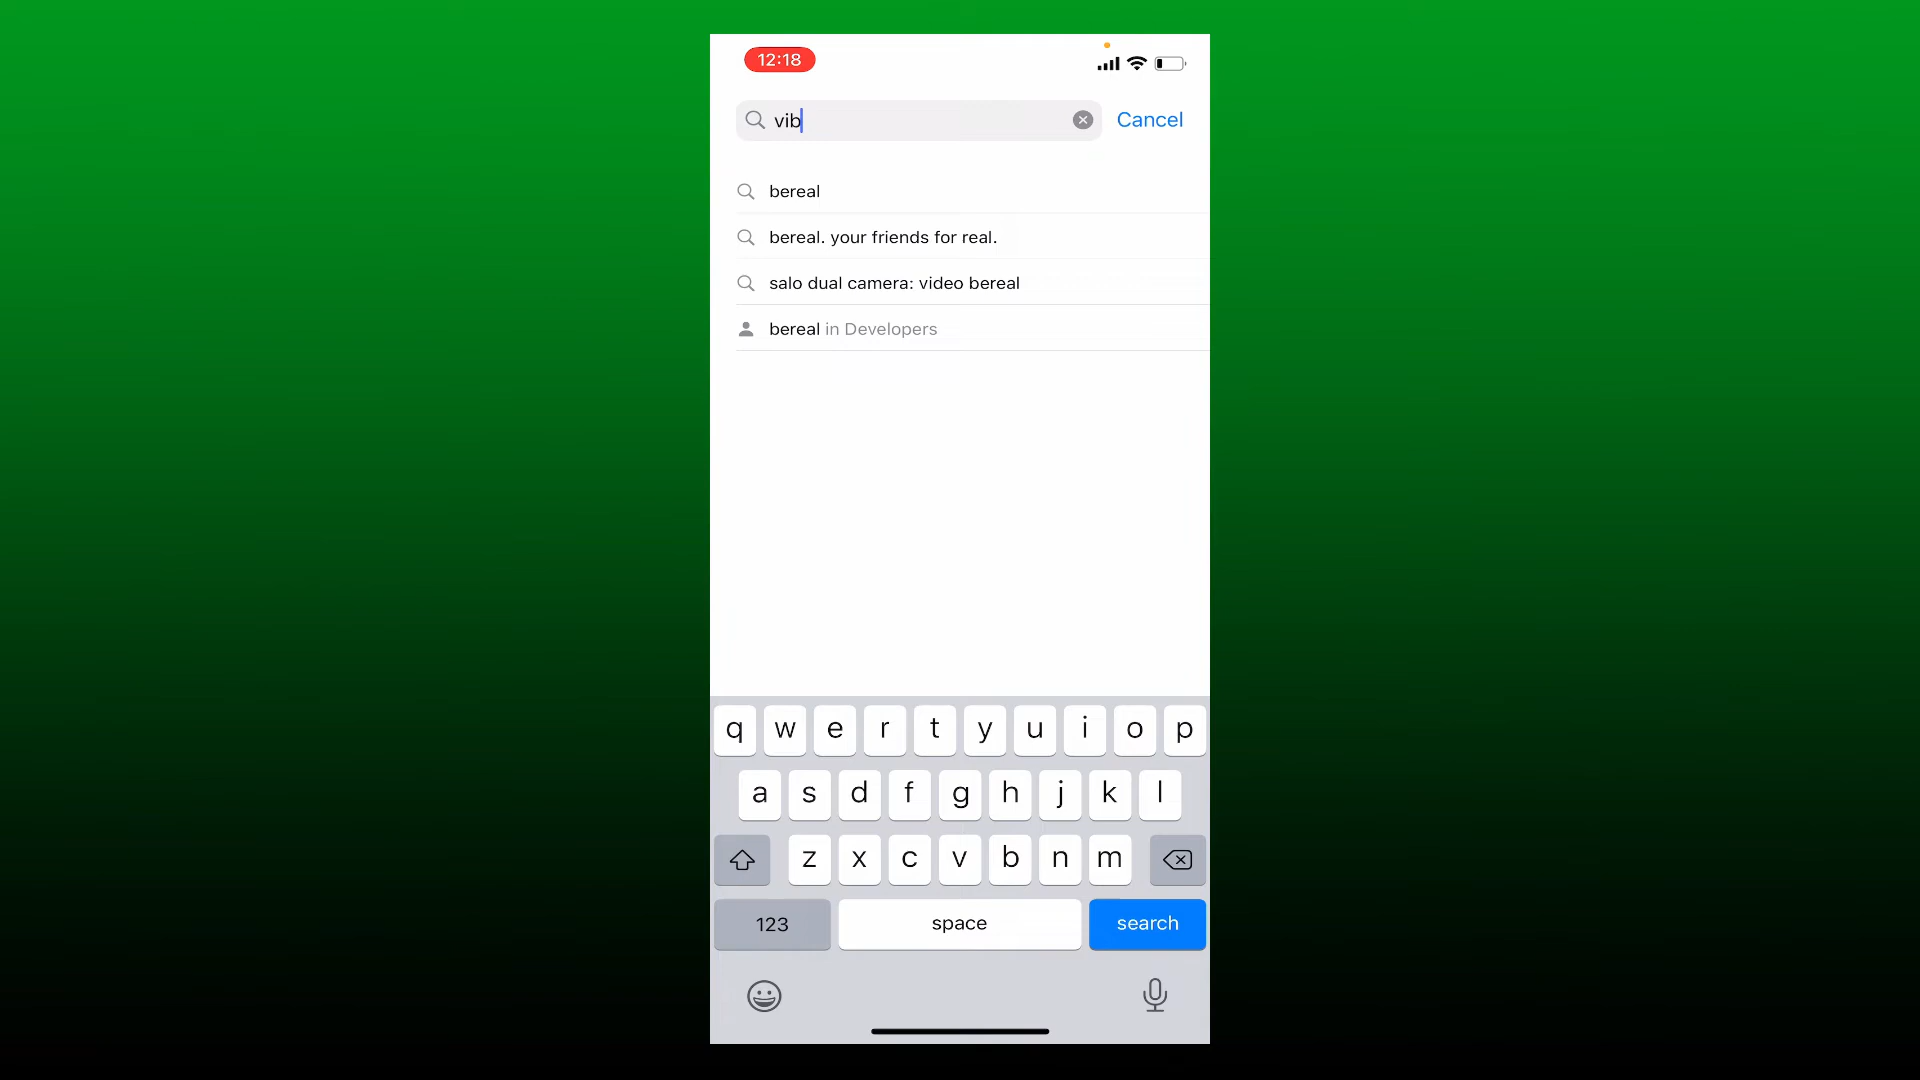 12:18
vib
Cancel
bereal
bereal. your friends for real.
salo dual camera: video bereal
bereal in Developers
q w e r t y u i o p
a s d f g h j k l
z x c v b n m
123 space search